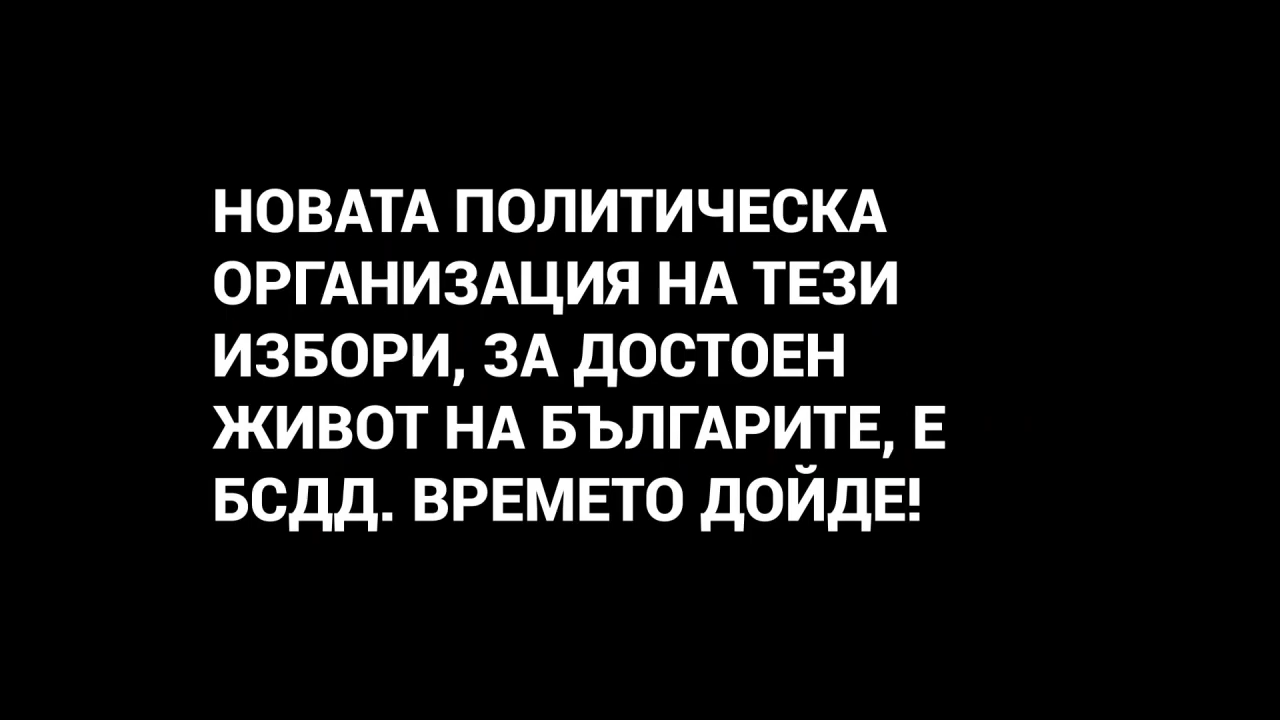 НОВАТА ПОЛИТИЧЕСКА
ОРГАНИЗАЦИЯ НА ТЕЗИ
ИЗБОРИ, ЗА ДОСТОЕН
ЖИВОТ НА БЪЛГАРИТЕ, Е
БСДД. ВРЕМЕТО ДОЙДЕ!